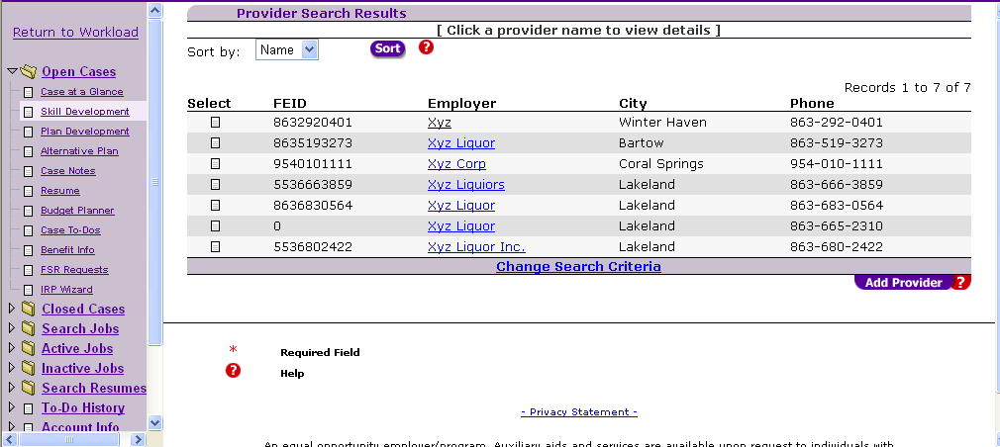 Return to Workload
Open Cases
Case at a Glance
Skill Development
Plan Development
Alternative Plan
Case Notes
Resume
Budget Planner
Case To-Dos
Benefit Info
FSR Requests
IRP Wizard
Closed Cases
Search Jobs
Active Jobs
Inactive Jobs
Search Resumes
To-Do History
Account Info
Provider Search Results
[ Click a provider name to view details ]
Sort by: Name Sort ?
Records 1 to 7 of 7
Select FEID Employer City Phone
8632920401 Xyz Winter Haven 863-292-0401
8635193273 Xyz Liquor Bartow 863-519-3273
9540101111 Xyz Corp Coral Springs 954-010-1111
5536663859 Xyz Liquiors Lakeland 863-666-3859
8636830564 Xyz Liquor Lakeland 863-683-0564
0 Xyz Liquor Lakeland 863-665-2310
5536802422 Xyz Liquor Inc. Lakeland 863-680-2422
Change Search Criteria
Add Provider ?
* Required Field
? Help
- Privacy Statement -
An equal opportunity employer/program. Auxiliary aids and services are available upon request to individuals with